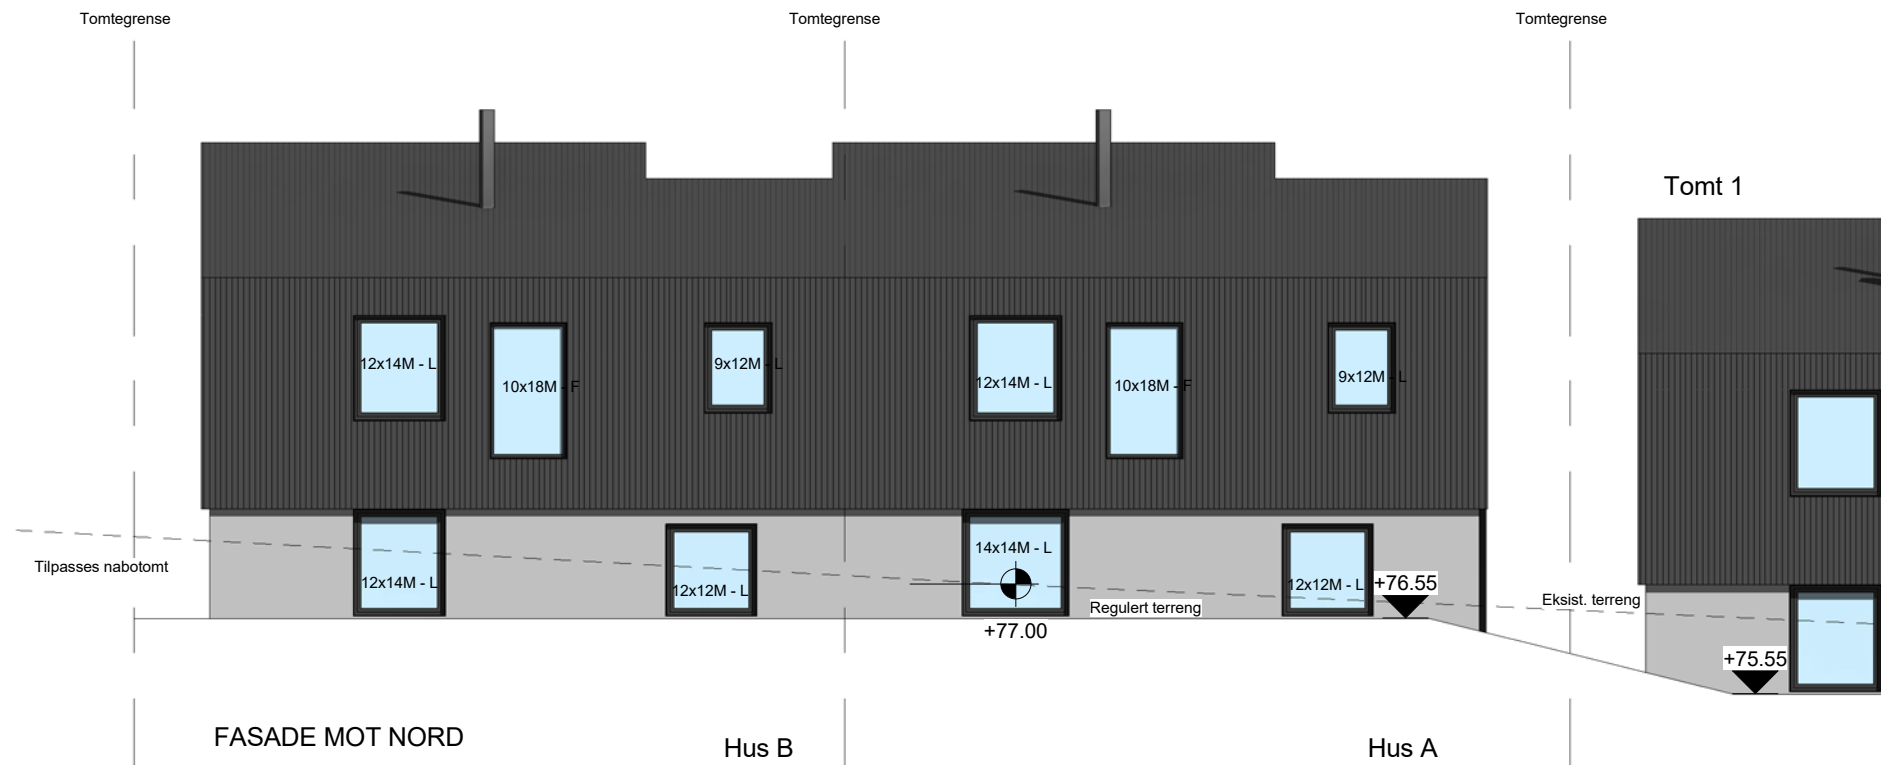 Tomtegrense
Tomtegrense
Tomtegrense
Tomt 1
12x14M - L
10x18M - F
9x12M - L
12x14M - L
10x18M - F
9x12M - L
Tilpasses nabotomt
12x14M - L
12x12M - L
14x14M - L
12x12M - L
+76.55
Regulert terreng
Eksist. terreng
+77.00
+75.55
FASADE MOT NORD
Hus B
Hus A